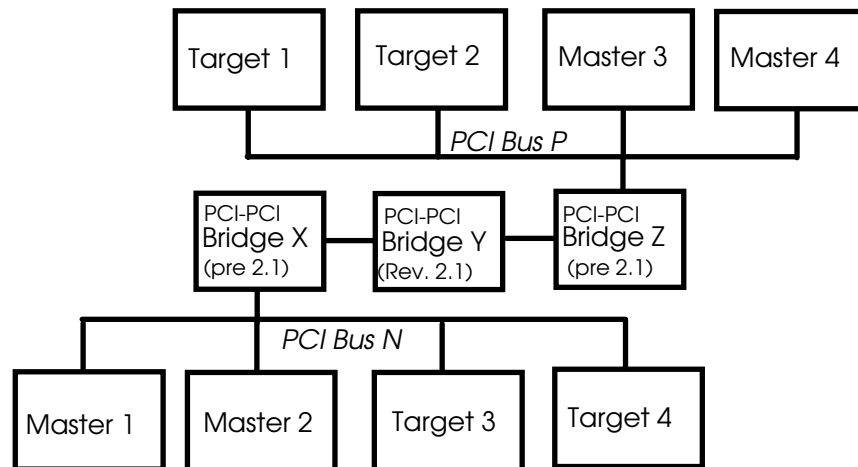 Target 1
Target 2
Master 3
Master 4
PCI Bus P
PCI-PCI
Bridge X
(pre 2.1)
PCI-PCI
Bridge Y
(Rev. 2.1)
PCI-PCI
Bridge Z
(pre 2.1)
PCI Bus N
Master 1
Master 2
Target 3
Target 4